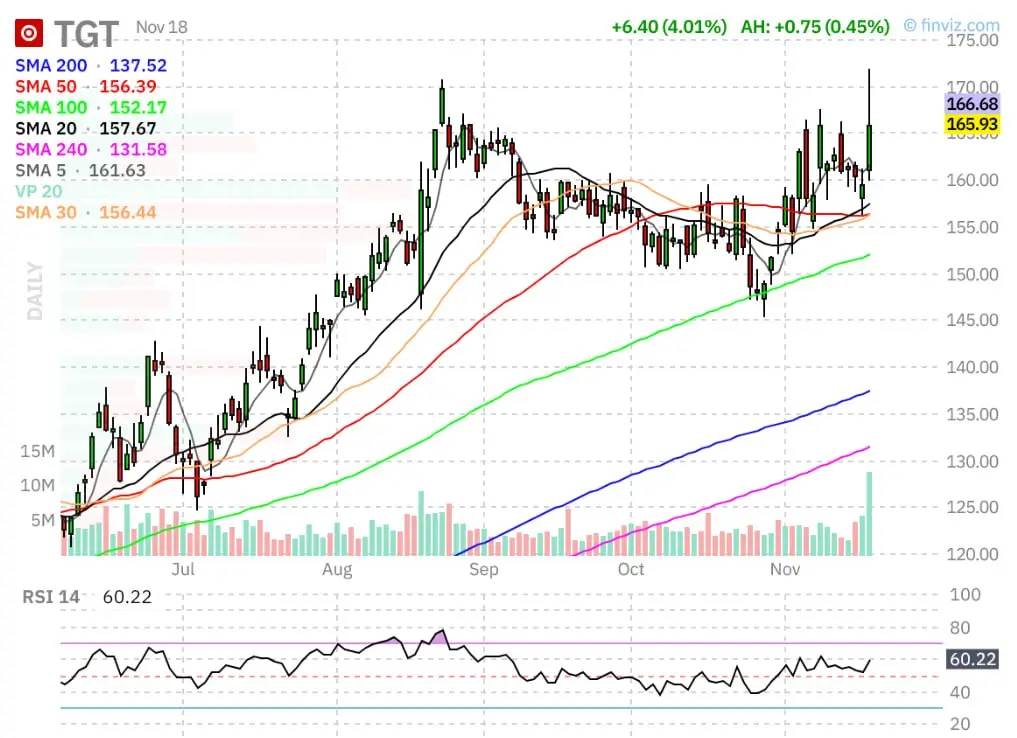 TGT Nov 18 +6.40 (4.01%) AH: +0.75 (0.45%) © finviz.com
SMA 200 · 137.52
SMA 50 · 156.39
SMA 100 · 152.17
SMA 20 · 157.67
SMA 240 · 131.58
SMA 5 · 161.63
VP 20
SMA 30 · 156.44
DAILY
175.00
170.00
166.68
165.93
165.00
160.00
155.00
150.00
145.00
140.00
135.00
130.00
125.00
120.00
15M
10M
5M
Jul Aug Sep Oct Nov
RSI 14 60.22
100
80
60.22
40
20